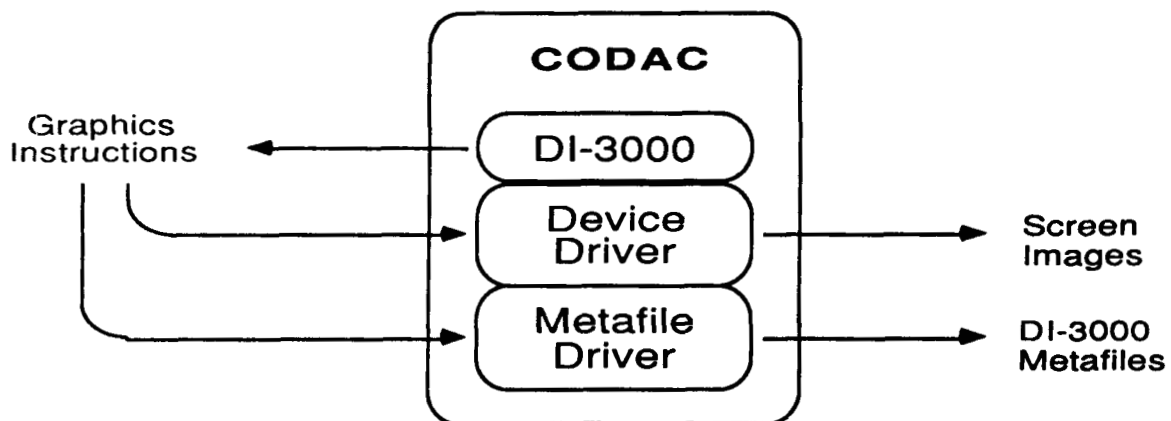 CODAC
Graphics
Instructions
DI-3000
Device
Driver
Screen
Images
Metafile
Driver
DI-3000
Metafiles